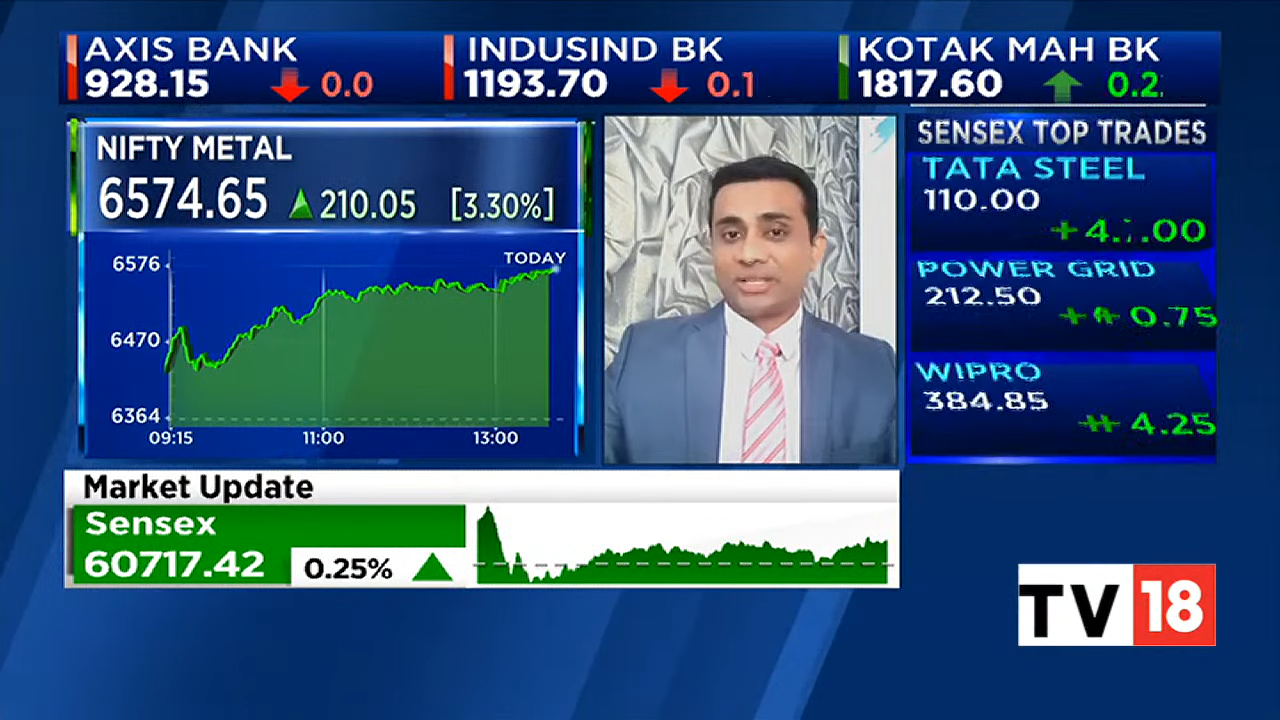 AXIS BANK
928.15 0.0
INDUSIND BK
1193.70 0.1
KOTAK MAH BK
1817.60 0.2
NIFTY METAL
6574.65 210.05 [3.30%]
TODAY
6576
6470
6364
09:15 11:00 13:00
SENSEX TOP TRADES
TATA STEEL
110.00
POWER GRID
212.50
0.75
WIPRO
384.85
4.25
Market Update
Sensex
60717.42 0.25%
TV18